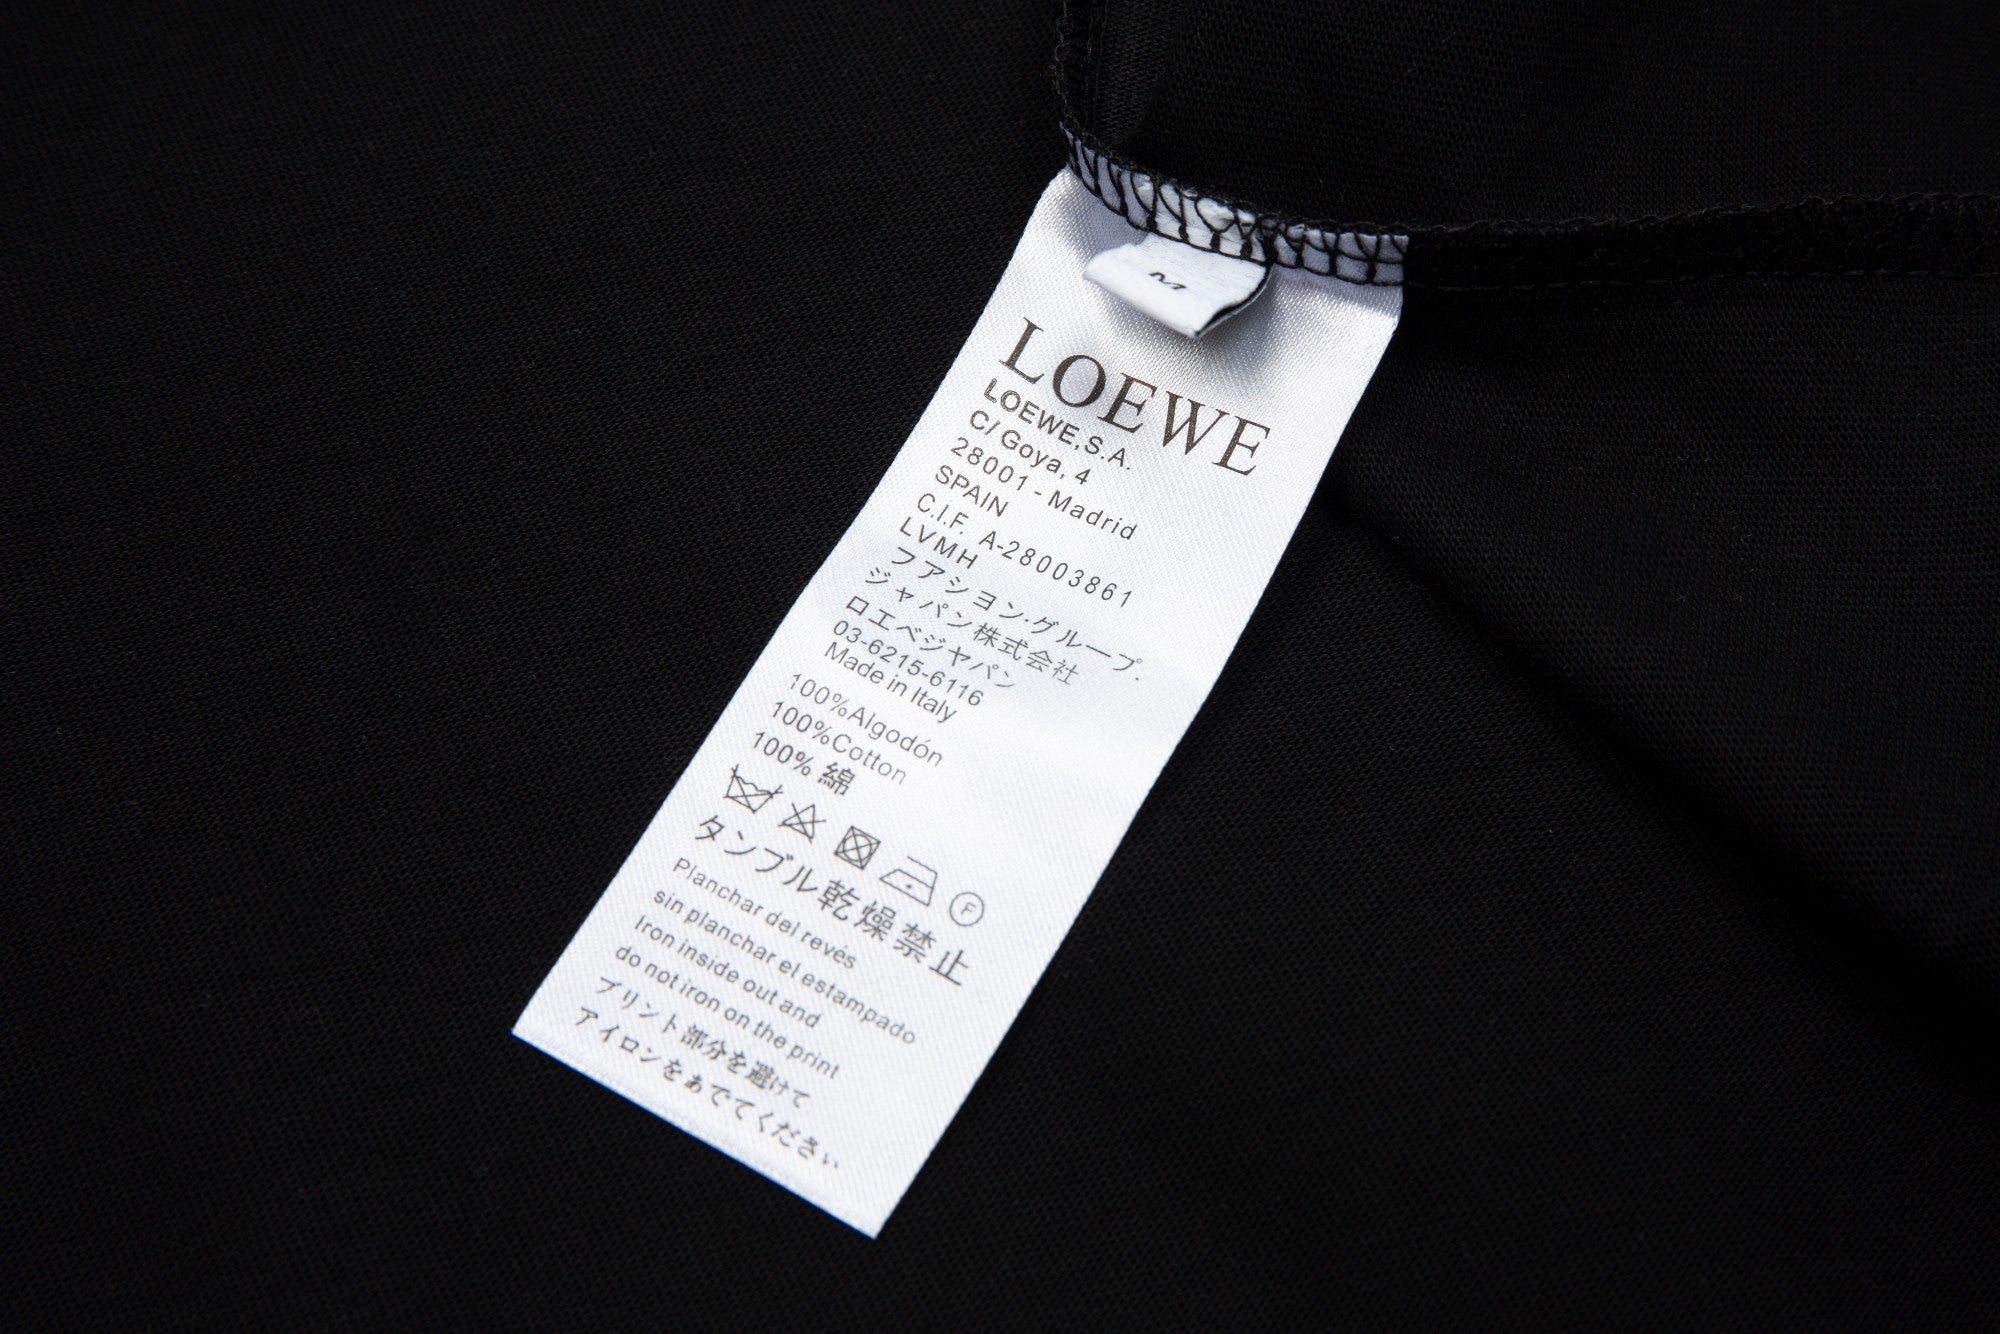 M
LOEWE
LOEWE,S.A.
C/ Goya, 4
28001 - Madrid
SPAIN
C.I.F. A-28003861
LVMH
フアシヨン·グループ.
ジャパン株式会社
ロエベジヤパン
03-6215-6116
Made in Italy
100%Algodón
100%Cotton
100% 綿
F
タンブル乾燥禁止
Planchar del revés
sin planchar el estampado
Iron inside out and
do not iron on the print
プリント部分を避けて
アイロンをぁでてください